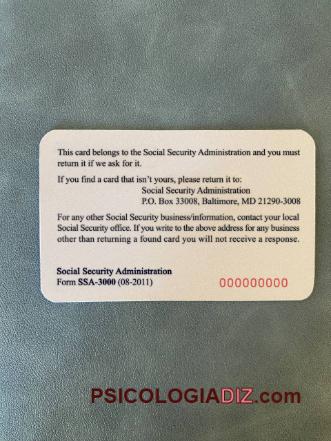 This card belongs to the Social Security Administration and you must
return it if we ask for it.
If you find a card that isn't yours, please return it to:
Social Security Administration
P.O. Box 33008, Baltimore, MD 21290-3008
For any other Social Security business/information, contact your local
Social Security office. If you write to the above address for any business
other than returning a found card you will not receive a response.
Social Security Administration
Form SSA-3000 (08-2011) 000000000
PSICOLOGIADIZ.com